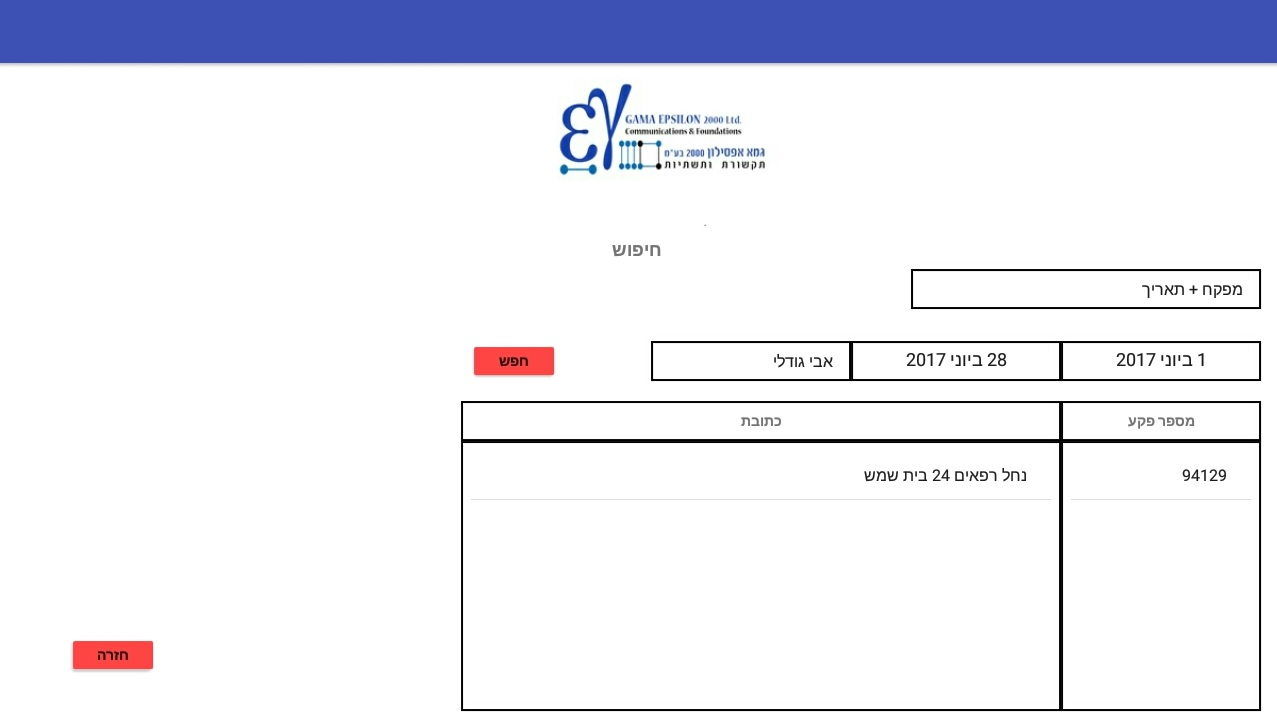 GAMA EPSILON 2000 Ltd.
Communications & Foundations
גמא אפסילון 2000 בע"מ
תקשורת ותשתיות
חיפוש
מפקח + תאריך
1 ביוני 2017
28 ביוני 2017
אבי גודלי
חפש
מספר פקע
כתובת
94129
נחל רפאים 24 בית שמש
חזרה